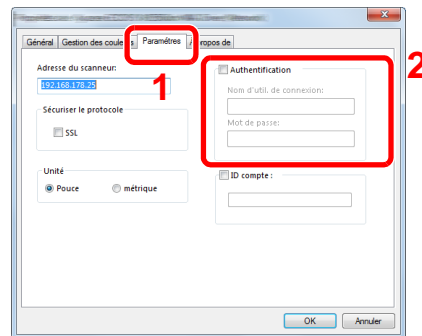 Général Gestion des coule s Paramètres À propos de
Adresse du scanneur:
192.168.178.25
1
Sécuriser le protocole
SSL
Unité
Pouce métrique
Authentification
2
Nom d'util. de connexion:
Mot de passe:
ID compte :
OK Annuler